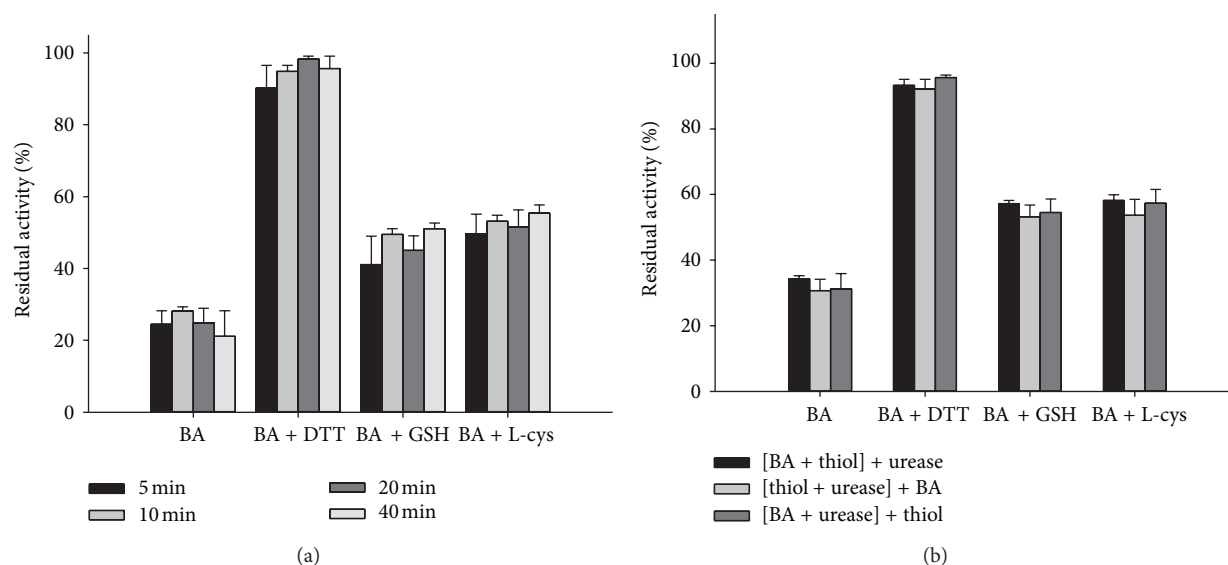 Residual activity (%)
100
80
60
40
20
0
BA
BA + DTT
BA + GSH
BA + L-cys
5 min
10 min
20 min
40 min
(a)
Residual activity (%)
100
80
60
40
20
0
BA
BA + DTT
BA + GSH
BA + L-cys
[BA + thiol] + urease
[thiol + urease] + BA
[BA + urease] + thiol
(b)